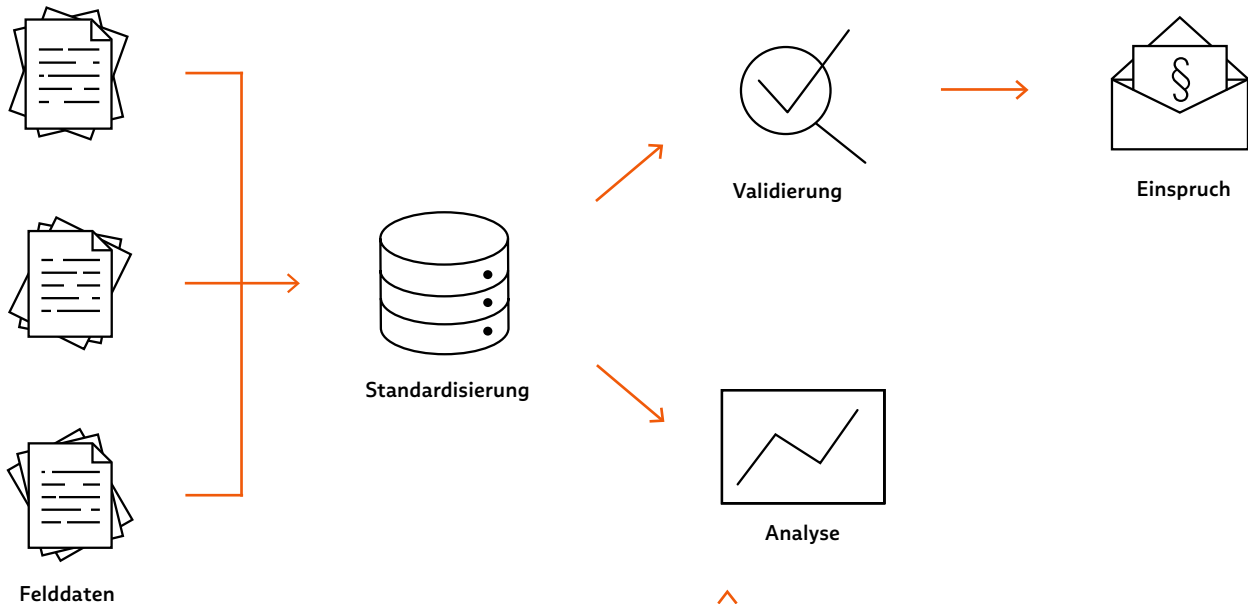 §
Validierung
Einspruch
Standardisierung
Analyse
Felddaten